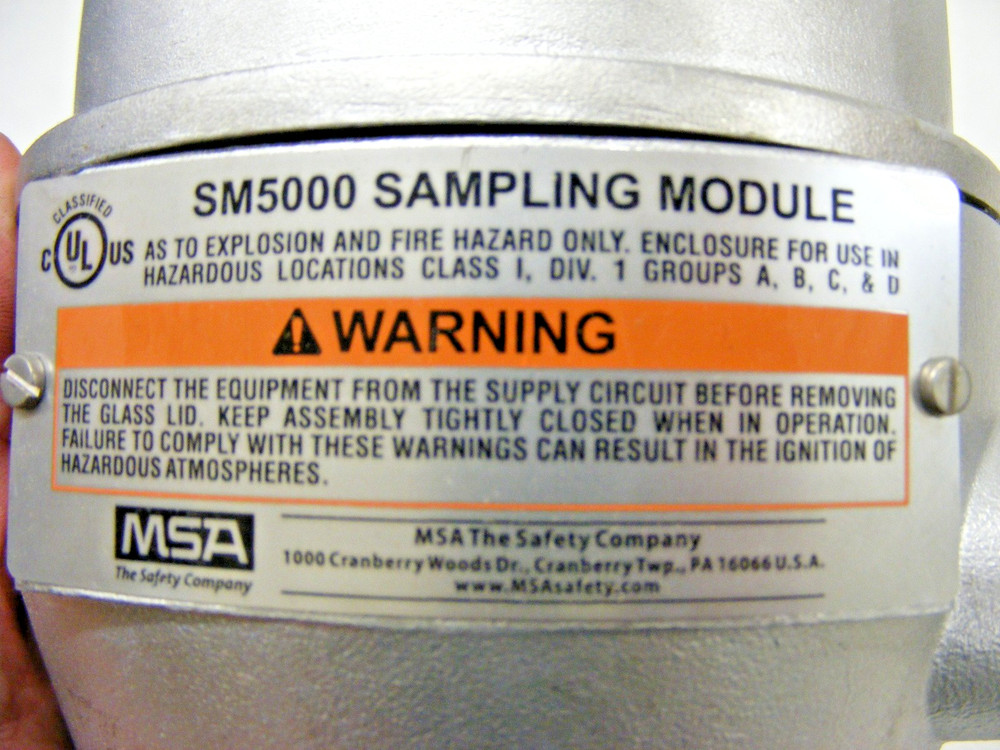 SM5000 SAMPLING MODULE
CLASSIFIED
C UL US
AS TO EXPLOSION AND FIRE HAZARD ONLY. ENCLOSURE FOR USE IN
HAZARDOUS LOCATIONS CLASS I, DIV. 1 GROUPS A, B, C, & D
WARNING
DISCONNECT THE EQUIPMENT FROM THE SUPPLY CIRCUIT BEFORE REMOVING
THE GLASS LID. KEEP ASSEMBLY TIGHTLY CLOSED WHEN IN OPERATION.
FAILURE TO COMPLY WITH THESE WARNINGS CAN RESULT IN THE IGNITION OF
HAZARDOUS ATMOSPHERES.
MSA
The Safety Company
MSA The Safety Company
1000 Cranberry Woods Dr., Cranberry Twp., PA 16066 U.S.A.
www.MSAsafety.com